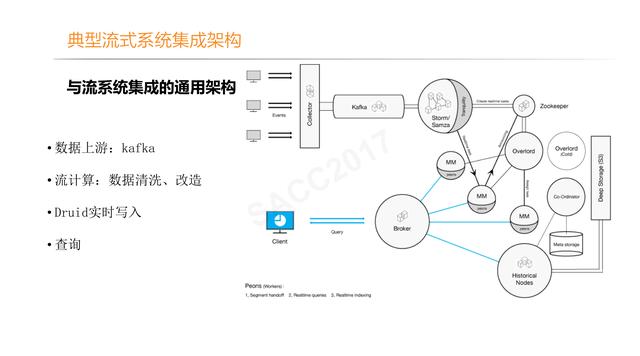 典型流式系统集成架构
与流系统集成的通用架构
• 数据上游：kafka
• 流计算：数据清洗、改造
• Druid实时写入
• 查询
Events
Collector
Kafka
Storm/
Samza
Tranquility
Create realtime tasks
Zookeeper
Overlord
Overlord
(Cold)
Deep Storage (S3)
MM
peons
MM
peons
MM
peons
Co-Ordinator
Meta storage
Client
Query
Broker
Historical
Nodes
Peons (Workers) :
1, Segment handoff 2, Realtime queries 3, Realtime indexing
SACC2017